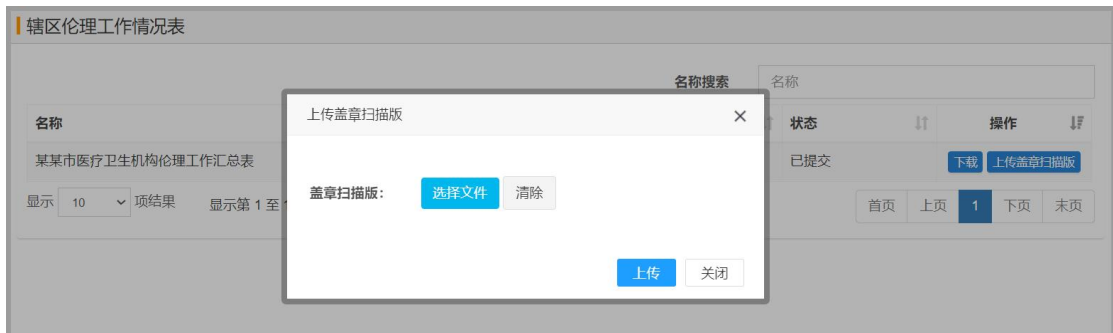 辖区伦理工作情况表
名称搜索 名称
上传盖章扫描版 ×
名称 状态 操作
某某市医疗卫生机构伦理工作汇总表 已提交 下载 上传盖章扫描版
盖章扫描版： 选择文件 清除
显示 10 项结果 显示第 1 至 首页 上页 1 下页 末页
上传 关闭